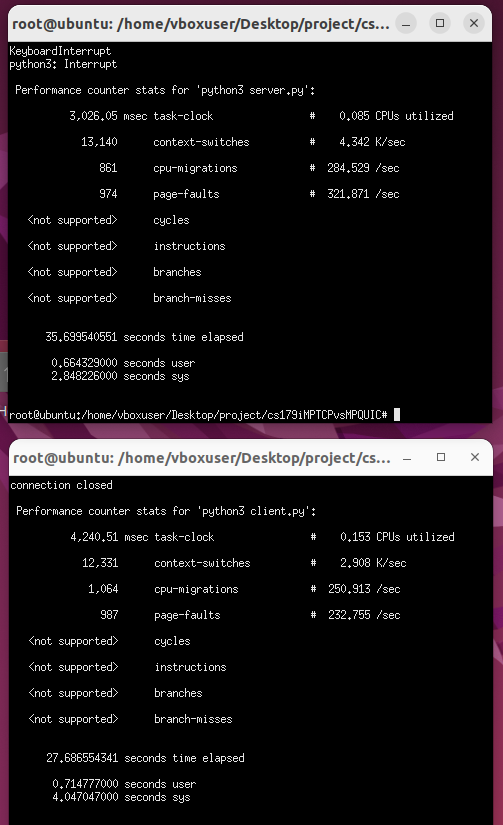 root@ubuntu: /home/vboxuser/Desktop/project/cs...
KeyboardInterrupt
python3: Interrupt
Performance counter stats for 'python3 server.py':
3,026.05 msec task-clock # 0.085 CPUs utilized
13,140 context-switches # 4.342 K/sec
861 cpu-migrations # 284.529 /sec
974 page-faults # 321.871 /sec
<not supported> cycles
<not supported> instructions
<not supported> branches
<not supported> branch-misses
35.699540551 seconds time elapsed
0.664329000 seconds user
2.848226000 seconds sys
root@ubuntu:/home/vboxuser/Desktop/project/cs179iMPTCPvsMPQUIC#
root@ubuntu: /home/vboxuser/Desktop/project/cs...
connection closed
Performance counter stats for 'python3 client.py':
4,240.51 msec task-clock # 0.153 CPUs utilized
12,331 context-switches # 2.908 K/sec
1,064 cpu-migrations # 250.913 /sec
987 page-faults # 232.755 /sec
<not supported> cycles
<not supported> instructions
<not supported> branches
<not supported> branch-misses
27.686554341 seconds time elapsed
0.714777000 seconds user
4.047047000 seconds sys